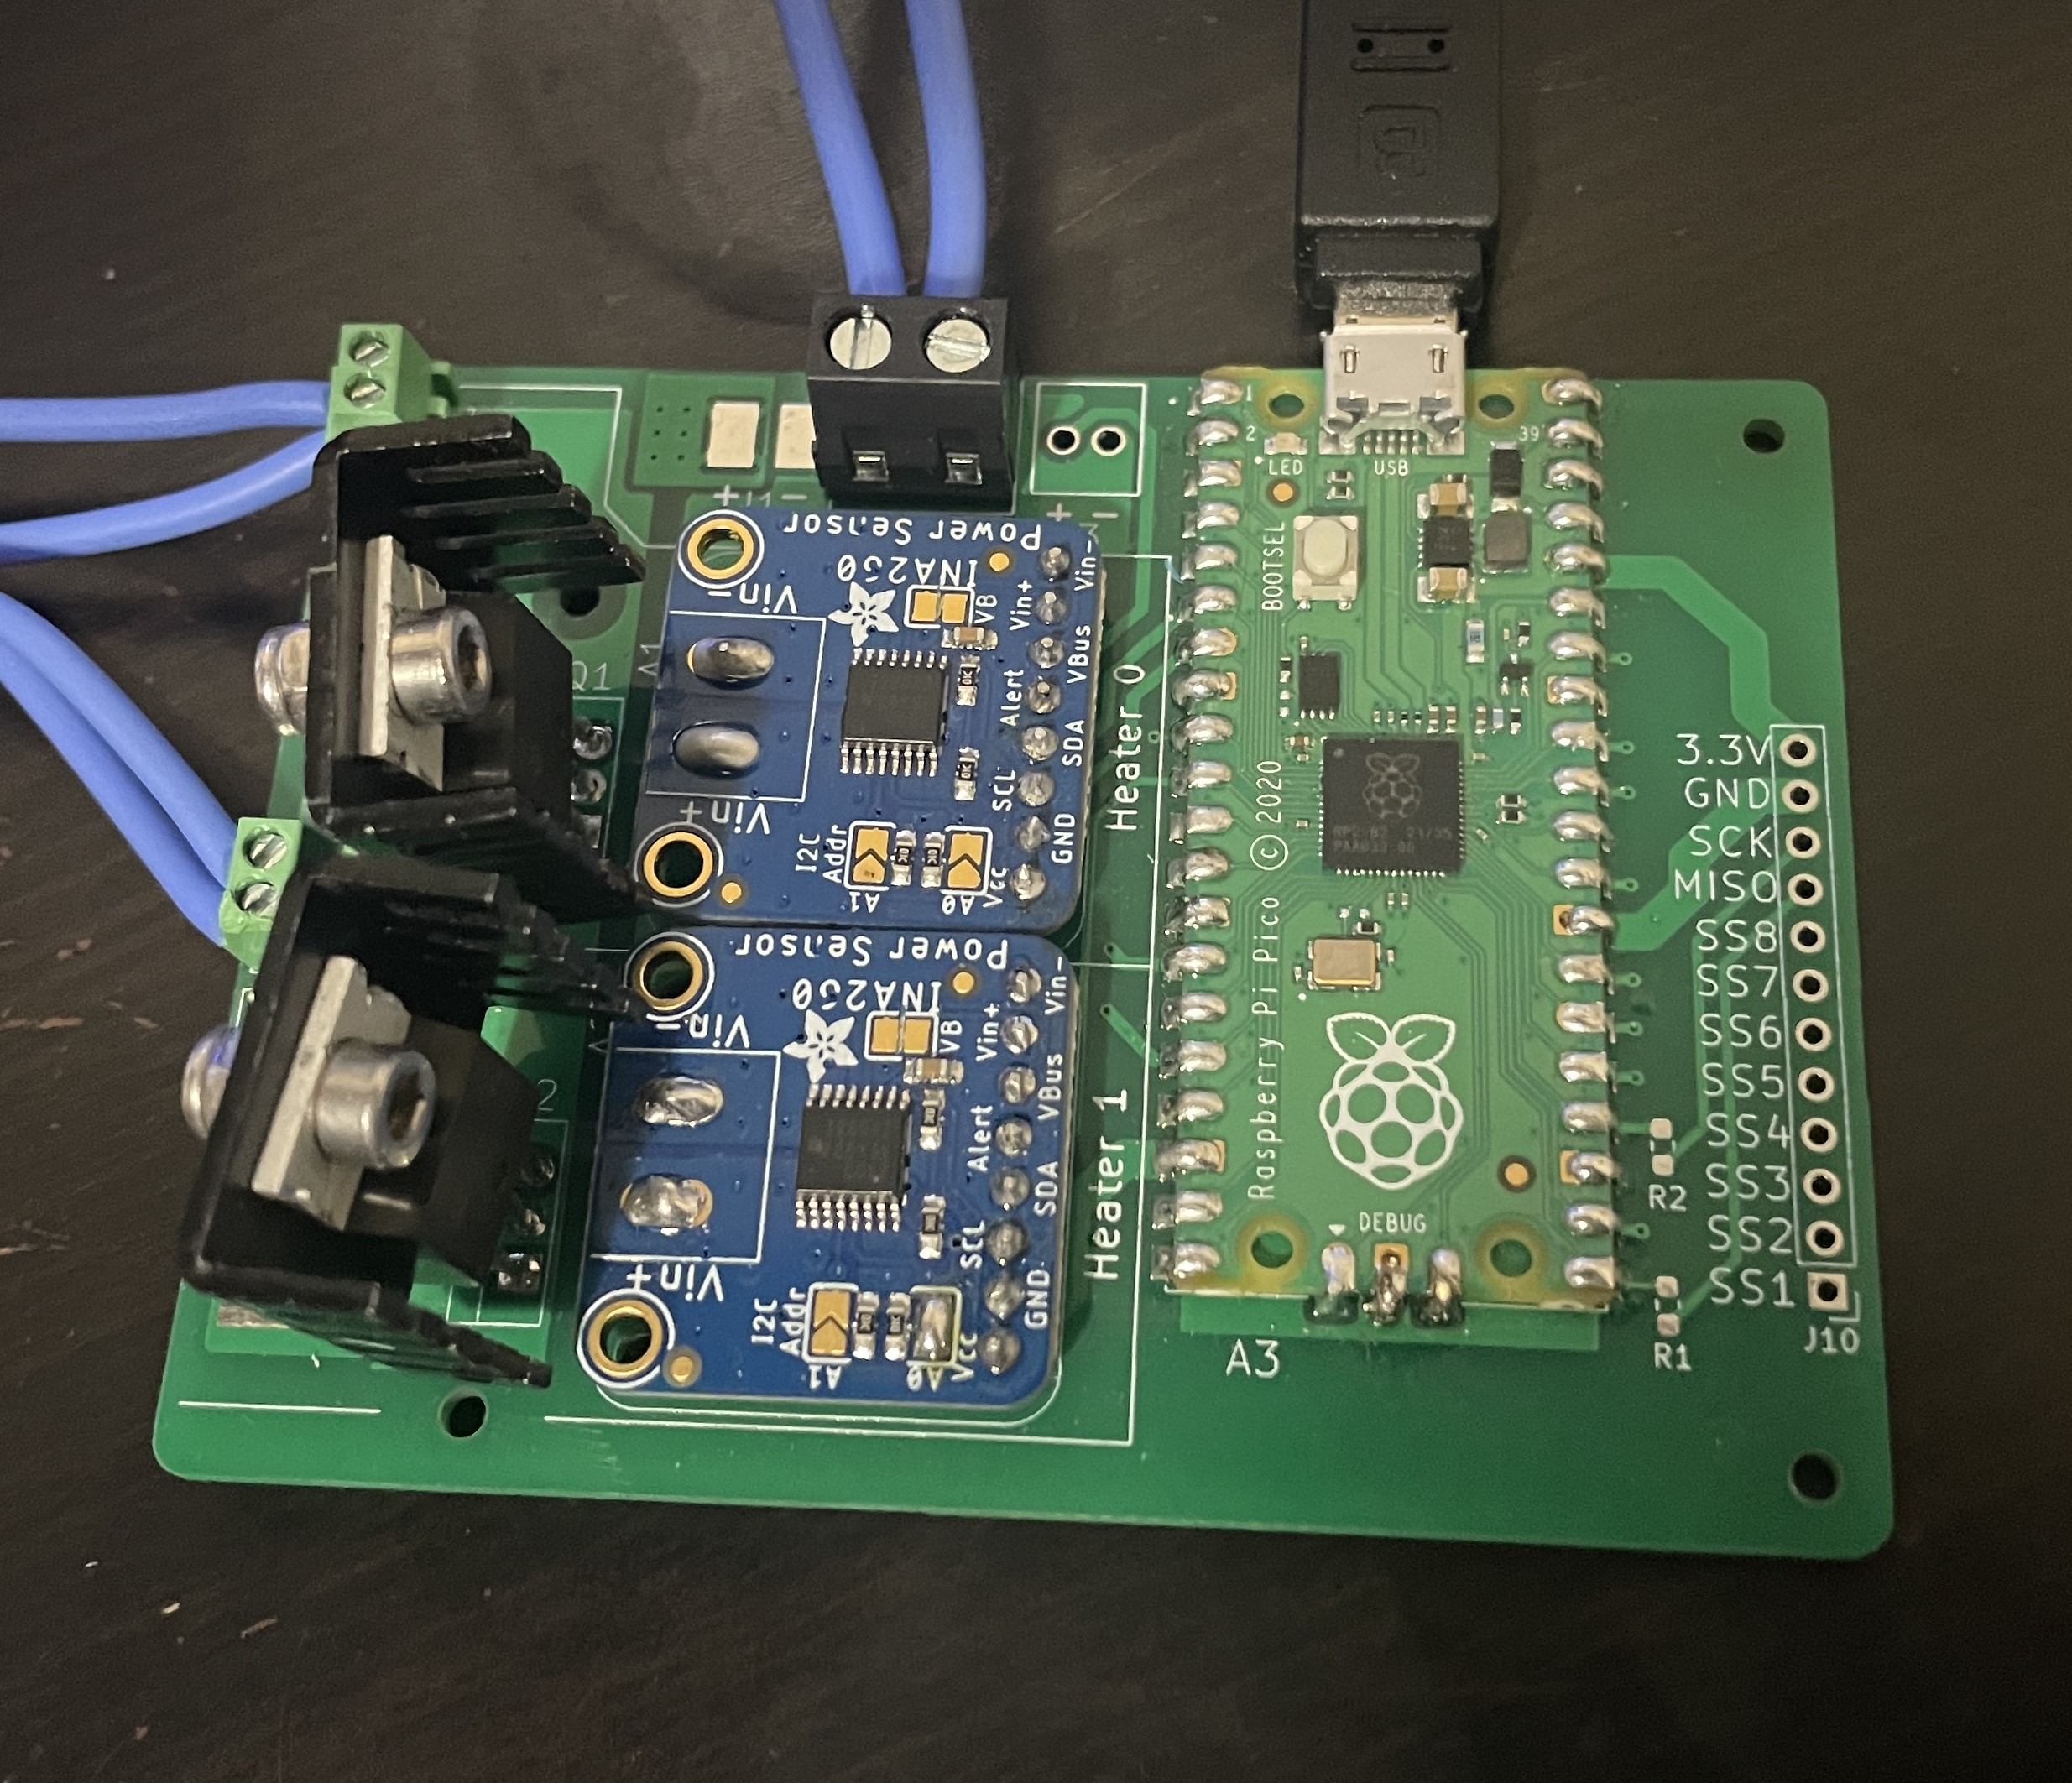 + -
+ -
Power Sensor
INA260
Vin-
Vin+
VB
Vin-
Vin+
VBus
Alert
SDA
SCL
GND
Vcc
I2C
Addr
A1
A0
Q1
A1
Heater 0
Power Sensor
INA260
Vin-
Vin+
VB
Vin-
Vin+
VBus
Alert
SDA
SCL
GND
Vcc
I2C
Addr
A1
A0
2
Heater 1
1
2
39
LED
USB
BOOTSEL
Raspberry Pi Pico © 2020
DEBUG
A3
3.3V
GND
SCK
MISO
SS8
SS7
SS6
SS5
SS4
SS3
SS2
SS1
J10
R2
R1